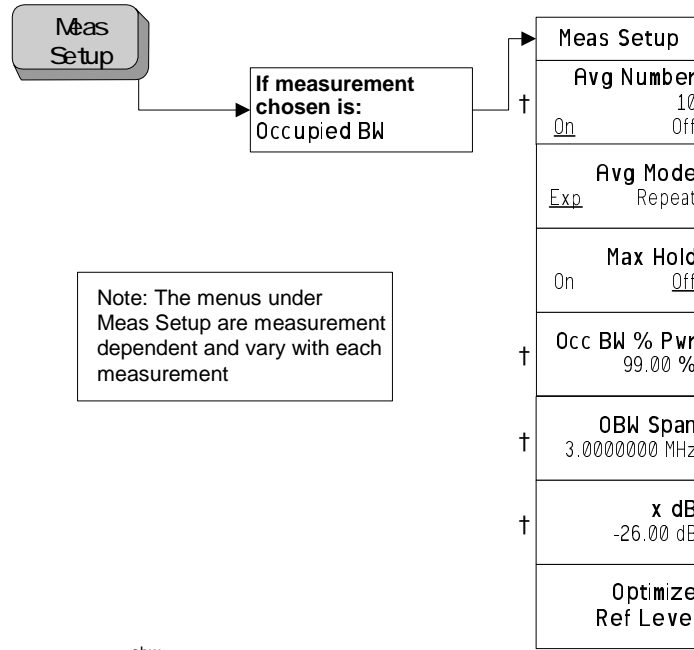 Meas
Setup
If measurement
chosen is:
Occupied BW
Meas Setup
†
Avg Number
10
On Off
Avg Mode
Exp Repeat
Max Hold
On Off
†
Occ BW % Pwr
99.00 %
†
OBW Span
3.0000000 MHz
†
x dB
-26.00 dB
Optimize
Ref Level
Note: The menus under
Meas Setup are measurement
dependent and vary with each
measurement